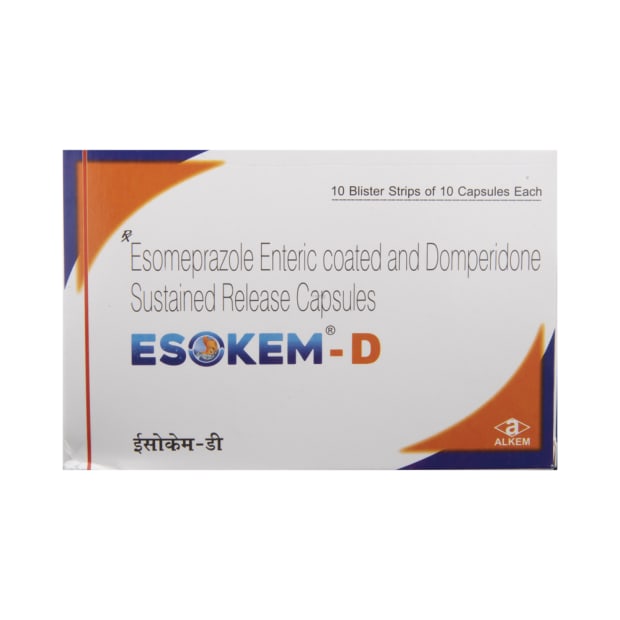 10 Blister Strips of 10 Capsules Each
℞
Esomeprazole Enteric coated and Domperidone
Sustained Release Capsules
ESOKEM® - D
ईसोकेम-डी
a
ALKEM